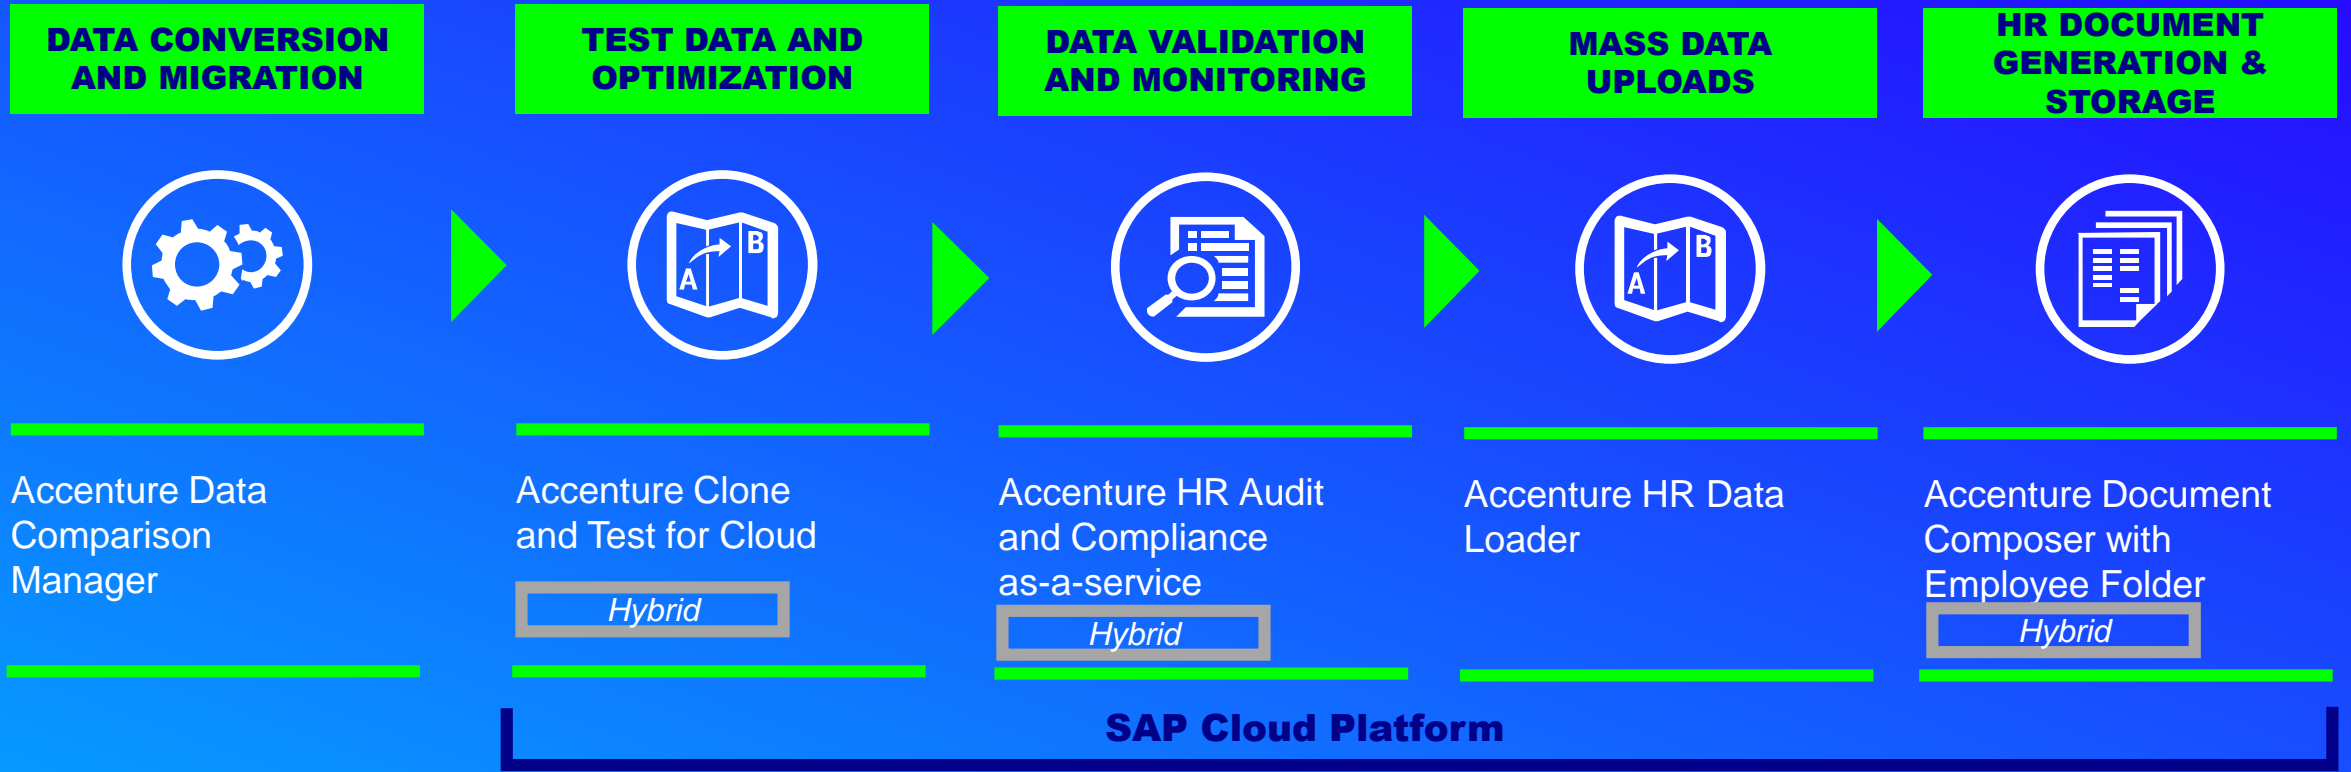 DATA CONVERSION
AND MIGRATION
TEST DATA AND
OPTIMIZATION
DATA VALIDATION
AND MONITORING
MASS DATA
UPLOADS
HR DOCUMENT
GENERATION &
STORAGE
A
B
A
B
Accenture Data
Comparison
Manager
Accenture Clone
and Test for Cloud
Hybrid
Accenture HR Audit
and Compliance
as-a-service
Hybrid
Accenture HR Data
Loader
Accenture Document
Composer with
Employee Folder
Hybrid
SAP Cloud Platform